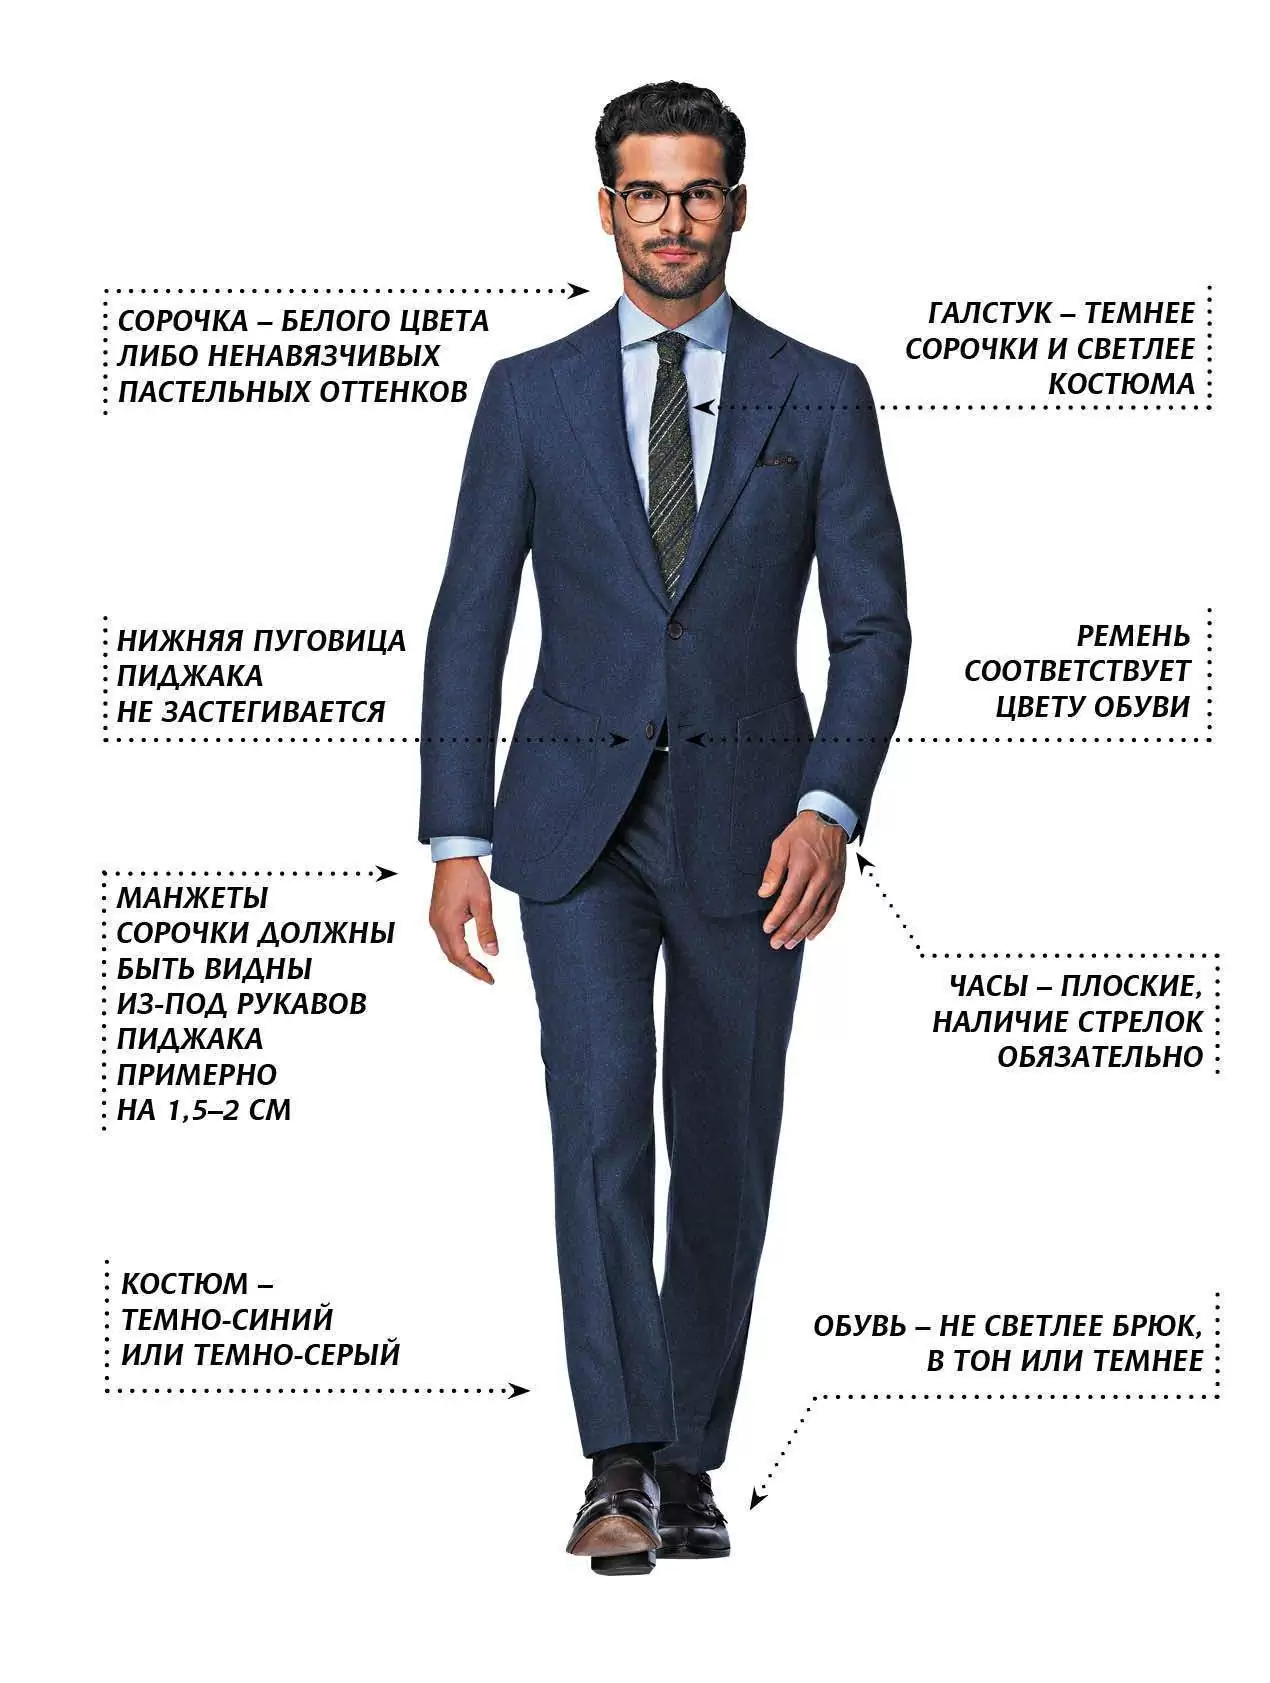 СОРОЧКА – БЕЛОГО ЦВЕТА
ЛИБО НЕНАВЯЗЧИВЫХ
ПАСТЕЛЬНЫХ ОТТЕНКОВ
ГАЛСТУК – ТЕМНЕЕ
СОРОЧКИ И СВЕТЛЕЕ
КОСТЮМА
НИЖНЯЯ ПУГОВИЦА
ПИДЖАКА
НЕ ЗАСТЕГИВАЕТСЯ
РЕМЕНЬ
СООТВЕТСТВУЕТ
ЦВЕТУ ОБУВИ
МАНЖЕТЫ
СОРОЧКИ ДОЛЖНЫ
БЫТЬ ВИДНЫ
ИЗ-ПОД РУКАВОВ
ПИДЖАКА
ПРИМЕРНО
НА 1,5–2 СМ
ЧАСЫ – ПЛОСКИЕ,
НАЛИЧИЕ СТРЕЛОК
ОБЯЗАТЕЛЬНО
КОСТЮМ –
ТЕМНО-СИНИЙ
ИЛИ ТЕМНО-СЕРЫЙ
ОБУВЬ – НЕ СВЕТЛЕЕ БРЮК,
В ТОН ИЛИ ТЕМНЕЕ